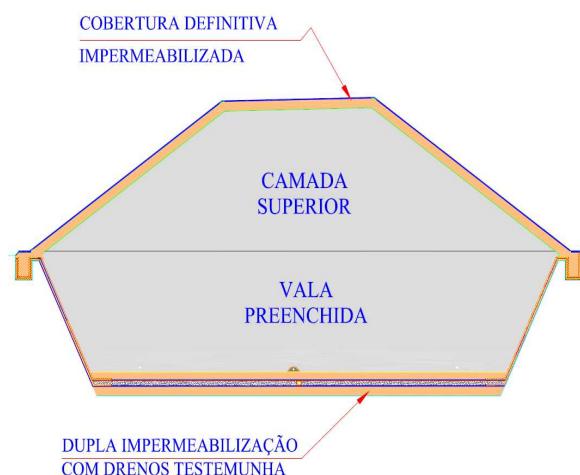 COBERTURA DEFINITIVA
IMPERMEABILIZADA
CAMADA
SUPERIOR
VALA
PREENCHIDA
DUPLA IMPERMEABILIZAÇÃO
COM DRENOS TESTEMUNHA